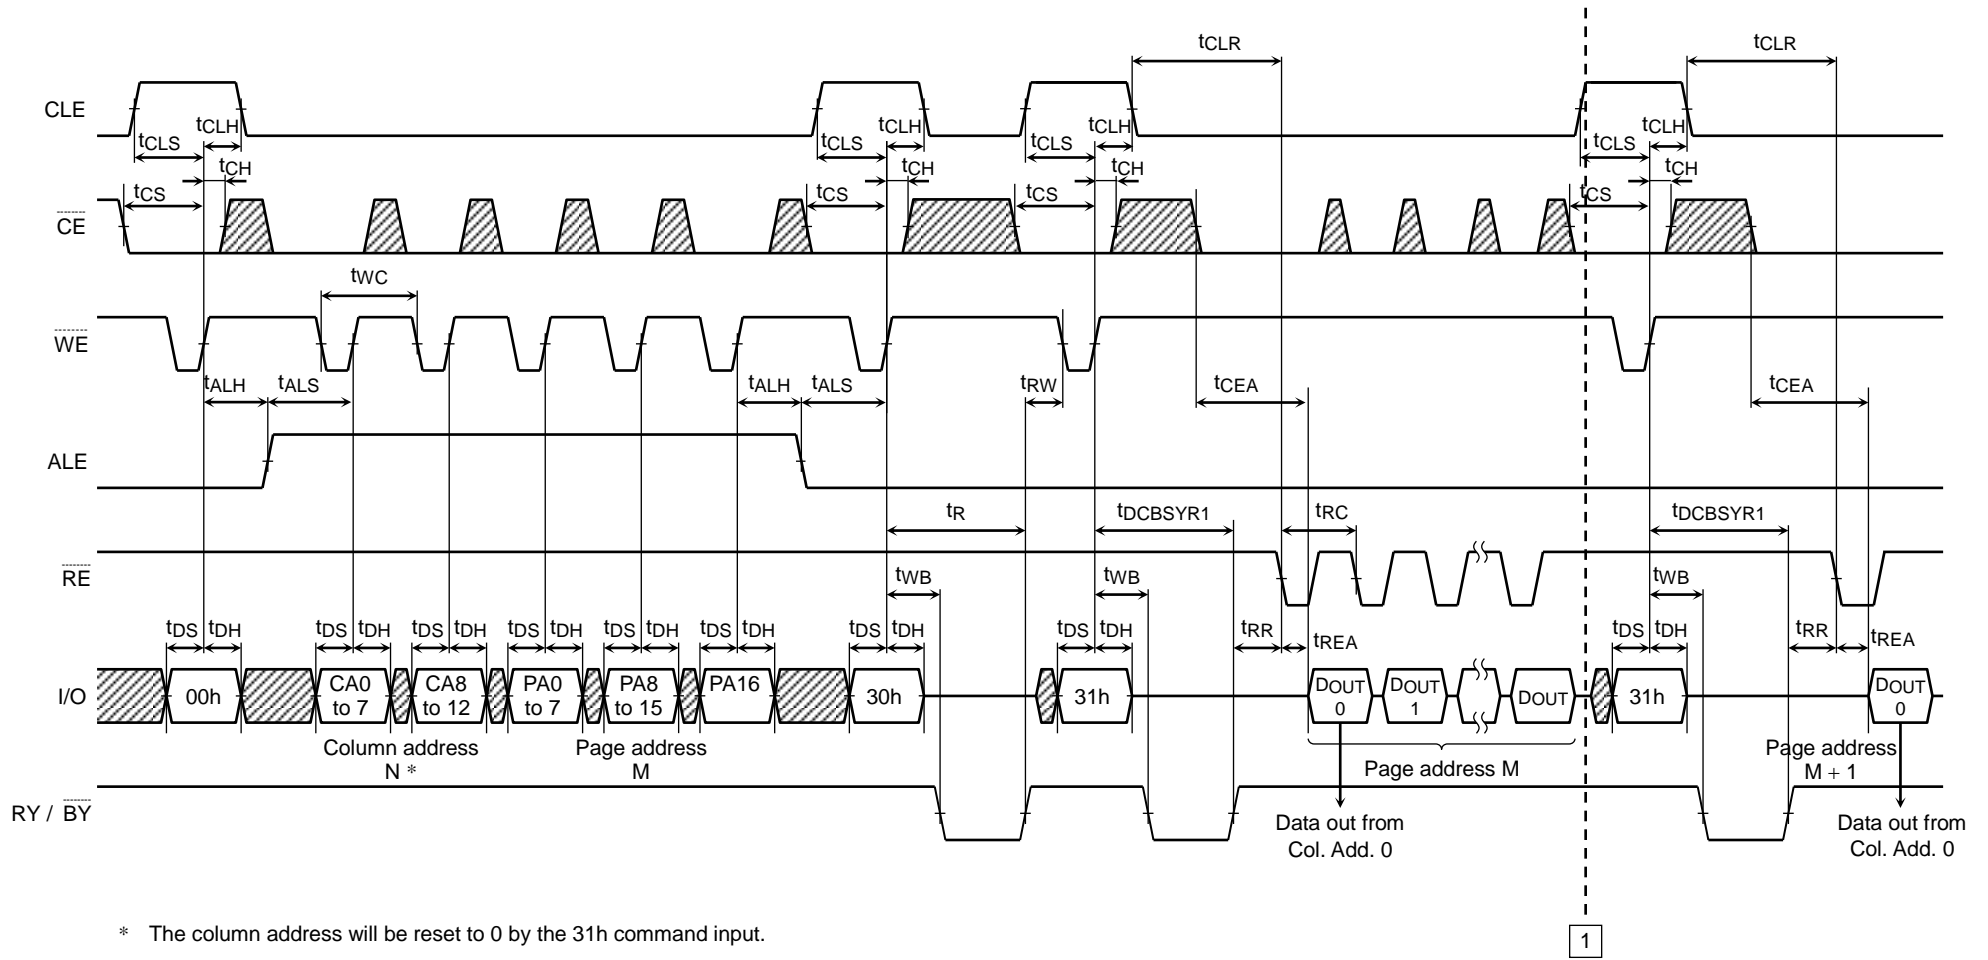 tCLR tCLR
CLE
tCLH tCLH tCLH tCLH
tCLS tCLS tCLS tCLS
tCH tCH tCH tCH
tCS tCS tCS tCS
CE
tWC
WE
tALH tALS tALH tALS tRW tCEA tCEA
ALE
tR tDCBSYR1 tRC tDCBSYR1
RE
tWB tWB tWB
tDS tDH tDS tDH tDS tDH tDS tDH tDS tDH tDS tDH tDS tDH tDS tDH tRR tREA tDS tDH tRR tREA
I/O
00h
CA0
to 7
CA8
to 12
PA0
to 7
PA8
to 15
PA16
30h
31h
DOUT
0
DOUT
1
DOUT
31h
DOUT
0
Column address
N *
Page address
M
Page address M
Page address
M + 1
RY / BY
Data out from
Col. Add. 0
Data out from
Col. Add. 0
* The column address will be reset to 0 by the 31h command input.
1